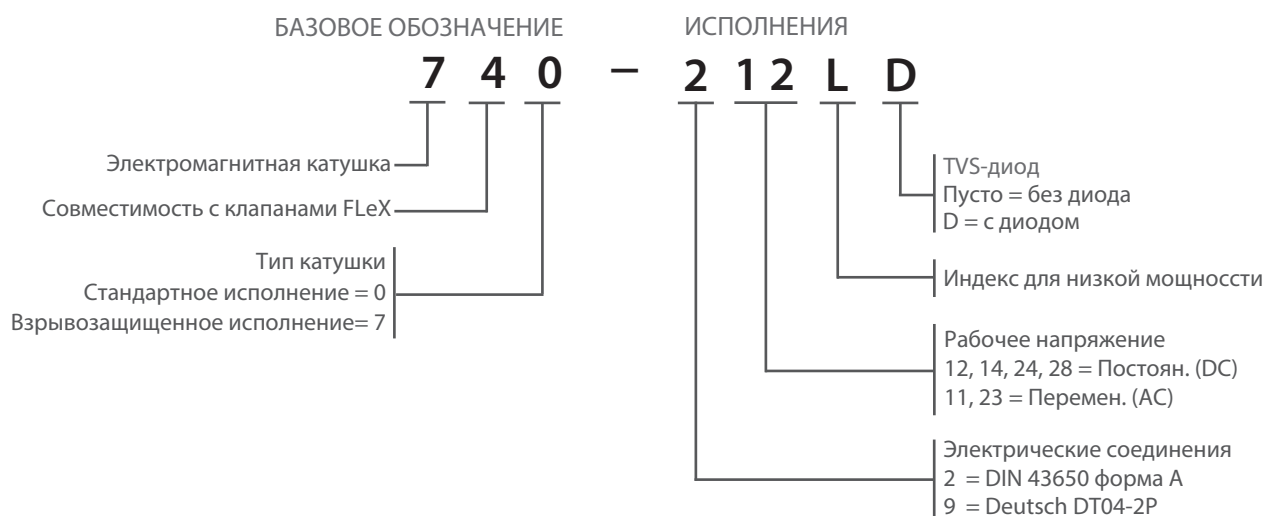 БАЗОВОЕ ОБОЗНАЧЕНИЕ
ИСПОЛНЕНИЯ
7 4 0 – 2 1 2 L D
Электромагнитная катушка
Совместимость с клапанами FLeX
Тип катушки
Стандартное исполнение = 0
Взрывозащищенное исполнение= 7
TVS-диод
Пусто = без диода
D = с диодом
Индекс для низкой мощноссти
Рабочее напряжение
12, 14, 24, 28 = Постоян. (DC)
11, 23 = Перемен. (AC)
Электрические соединения
2 = DIN 43650 форма A
9 = Deutsch DT04-2P